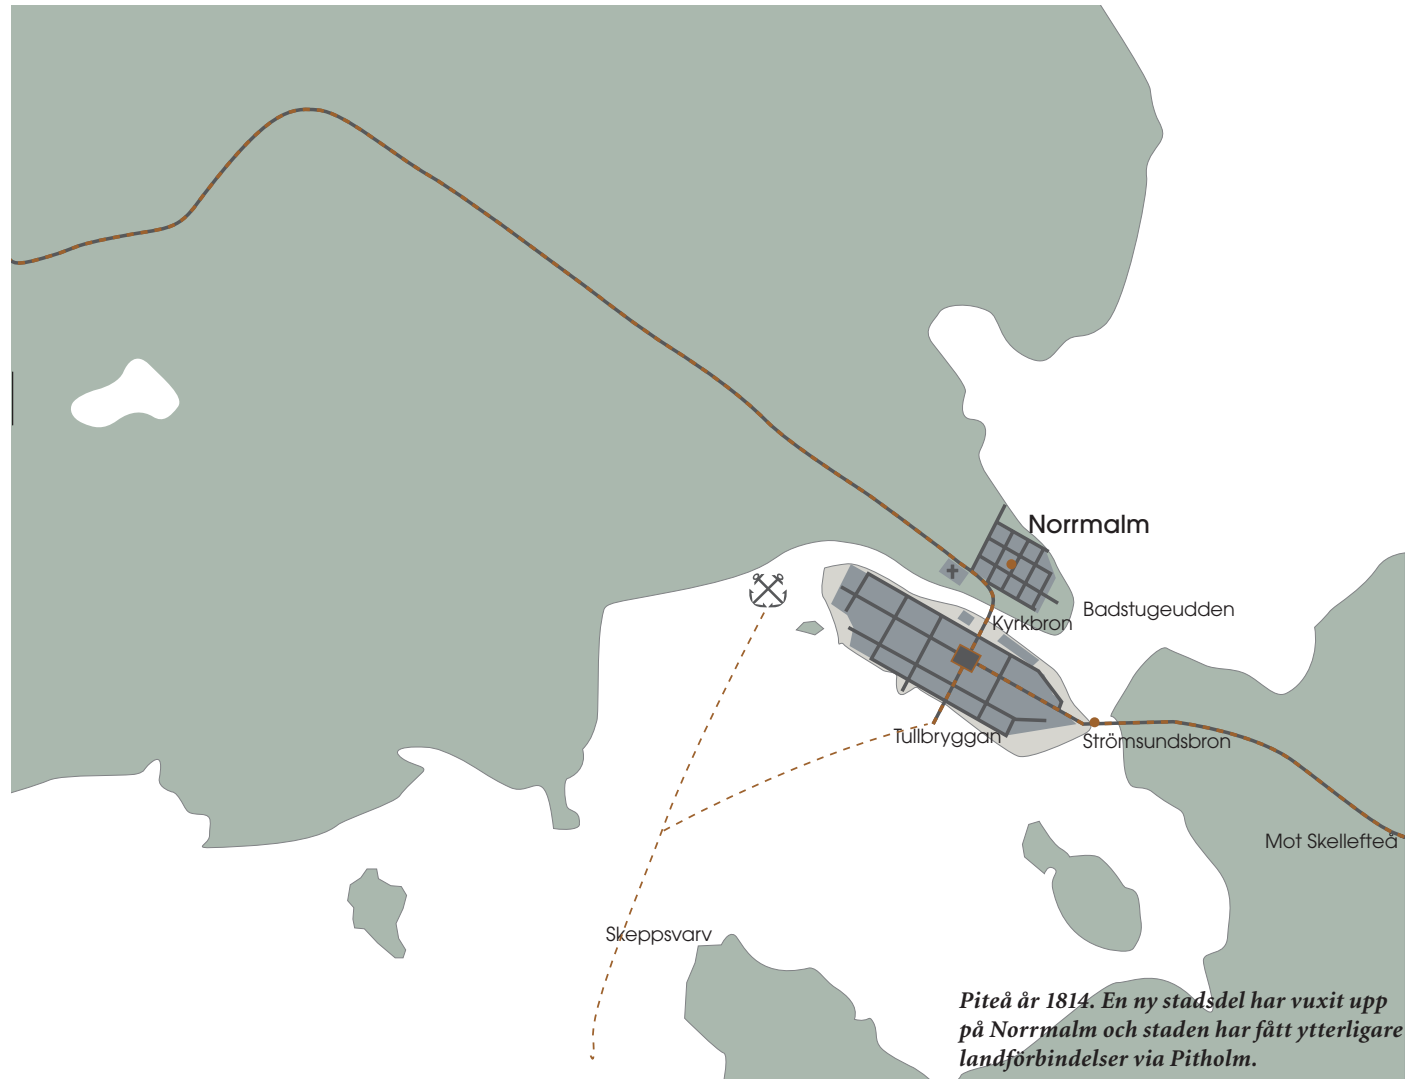 Norrmalm
Badstugeudden
Kyrkbron
Tullbryggan
Strömsundsbron
Mot Skellefteå
Skeppsvarv
Piteå år 1814. En ny stadsdel har vuxit upp
på Norrmalm och staden har fått ytterligare
landförbindelser via Pitholm.